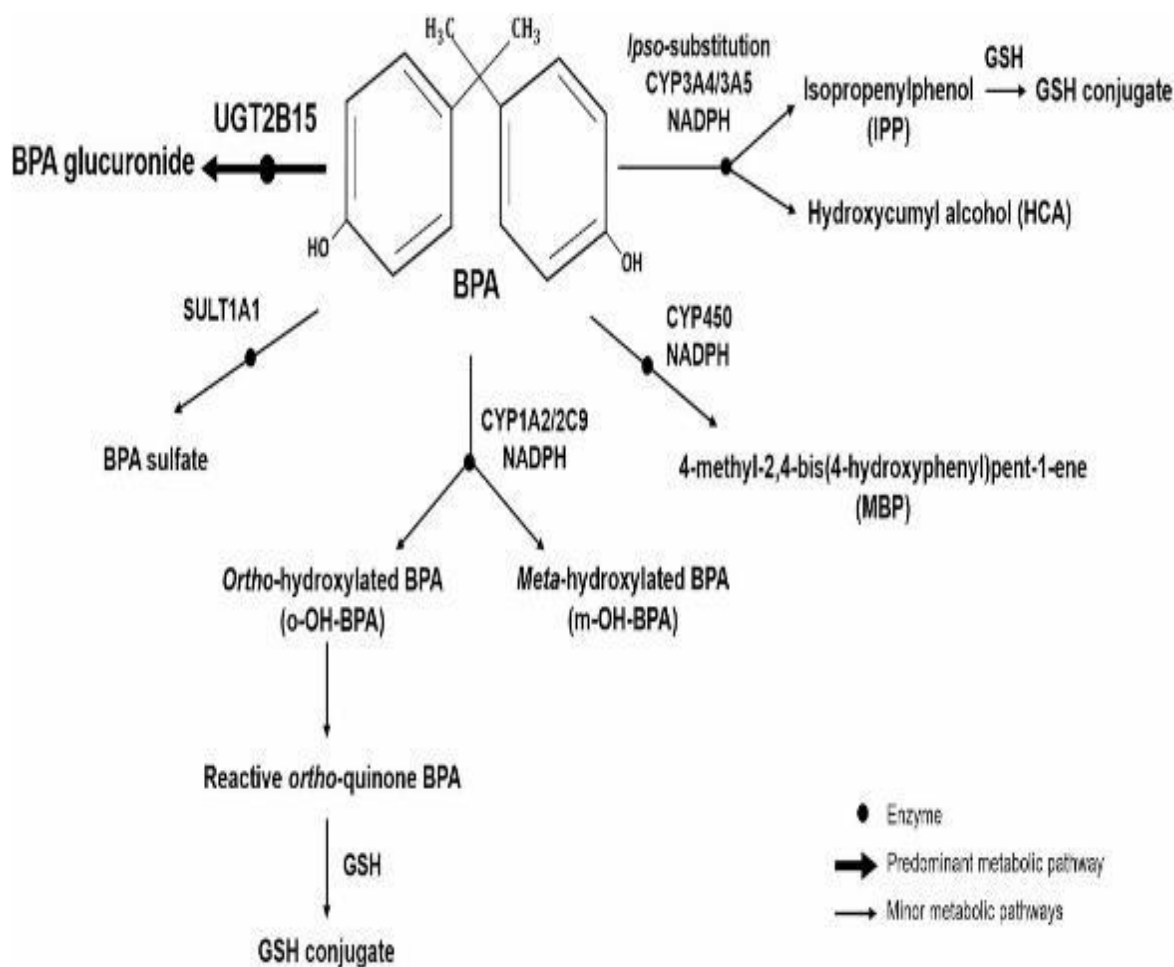 H₃C
CH₃
HO
OH
BPA
UGT2B15
BPA glucuronide
SULT1A1
BPA sulfate
Ipso-substitution
CYP3A4/3A5
NADPH
Isopropenylphenol
(IPP)
GSH
GSH conjugate
Hydroxycumyl alcohol (HCA)
CYP450
NADPH
4-methyl-2,4-bis(4-hydroxyphenyl)pent-1-ene
(MBP)
CYP1A2/2C9
NADPH
Ortho-hydroxylated BPA
(o-OH-BPA)
Meta-hydroxylated BPA
(m-OH-BPA)
Reactive ortho-quinone BPA
GSH
GSH conjugate
Enzyme
Predominant metabolic pathway
Minor metabolic pathways